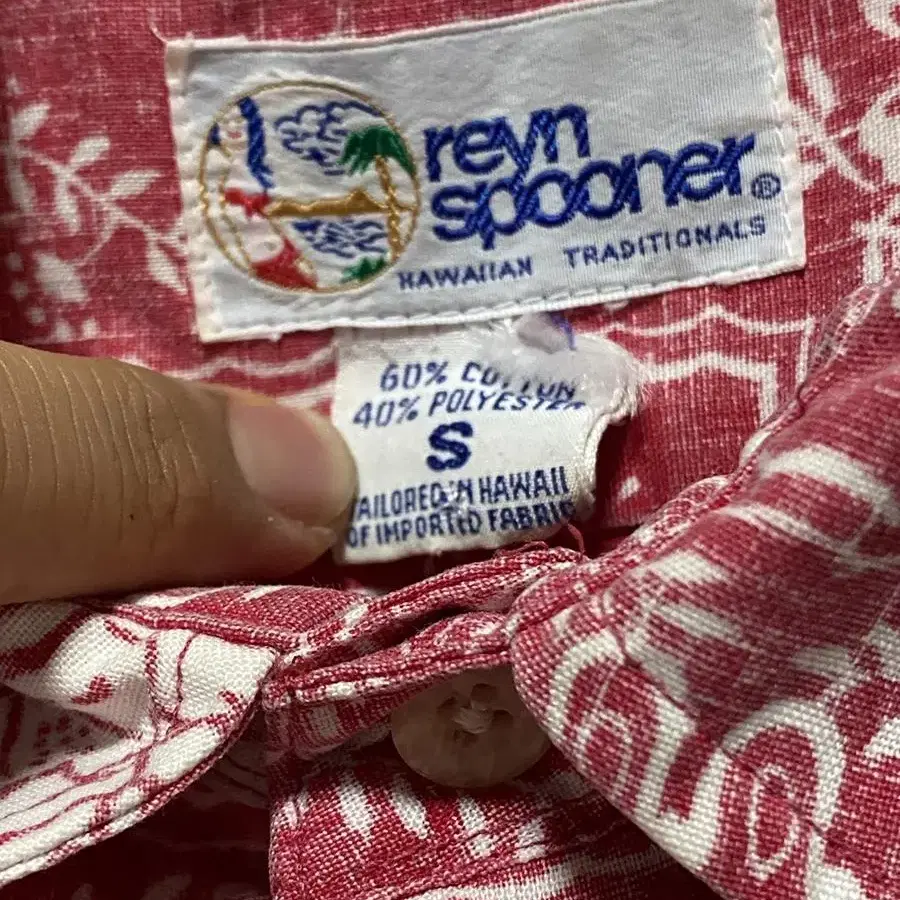 reyn
spooner®
HAWAIIAN TRADITIONALS
60% COTTON
40% POLYESTER
S
TAILORED IN HAWAII
OF IMPORTED FABRIC